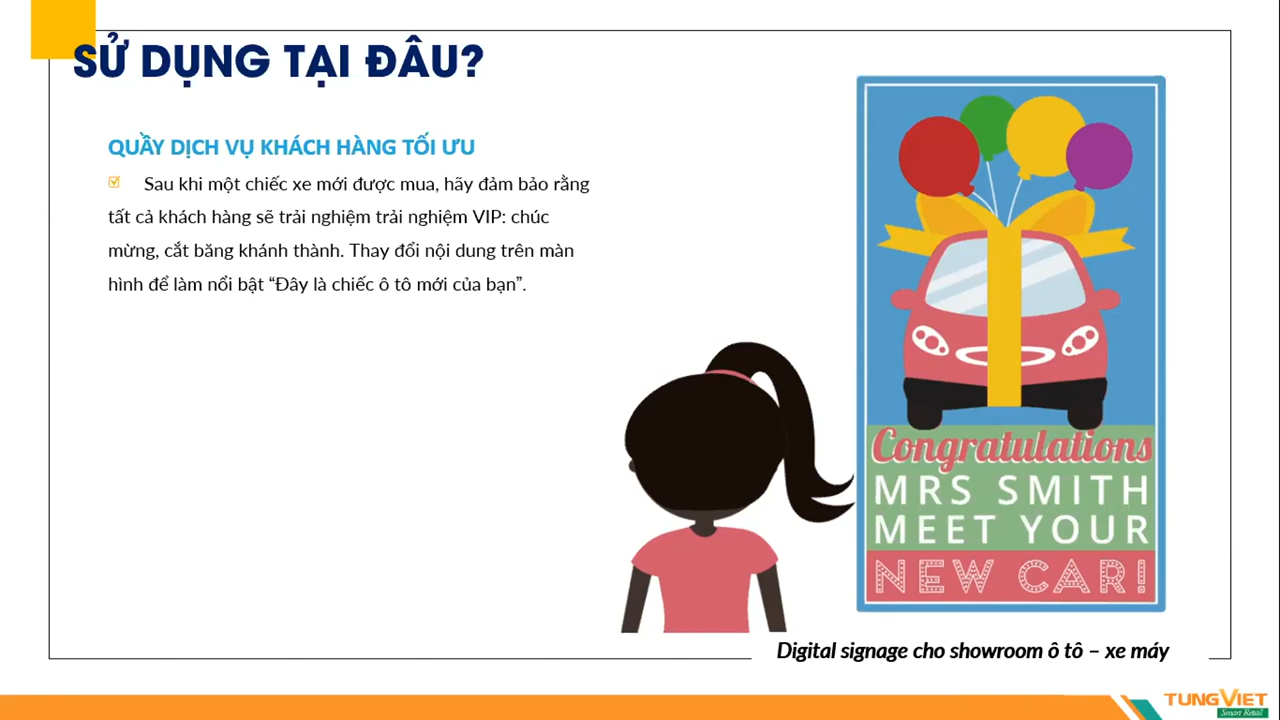 SỬ DỤNG TẠI ĐÂU?
QUẦY DỊCH VỤ KHÁCH HÀNG TỐI ƯU
Sau khi một chiếc xe mới được mua, hãy đảm bảo rằng
tất cả khách hàng sẽ trải nghiệm trải nghiệm VIP: chúc
mừng, cắt băng khánh thành. Thay đổi nội dung trên màn
hình để làm nổi bật “Đây là chiếc ô tô mới của bạn”.
Congratulations
MRS SMITH
MEET YOUR
NEW CAR!
Digital signage cho showroom ô tô – xe máy
TUNGVIET
Smart Retail